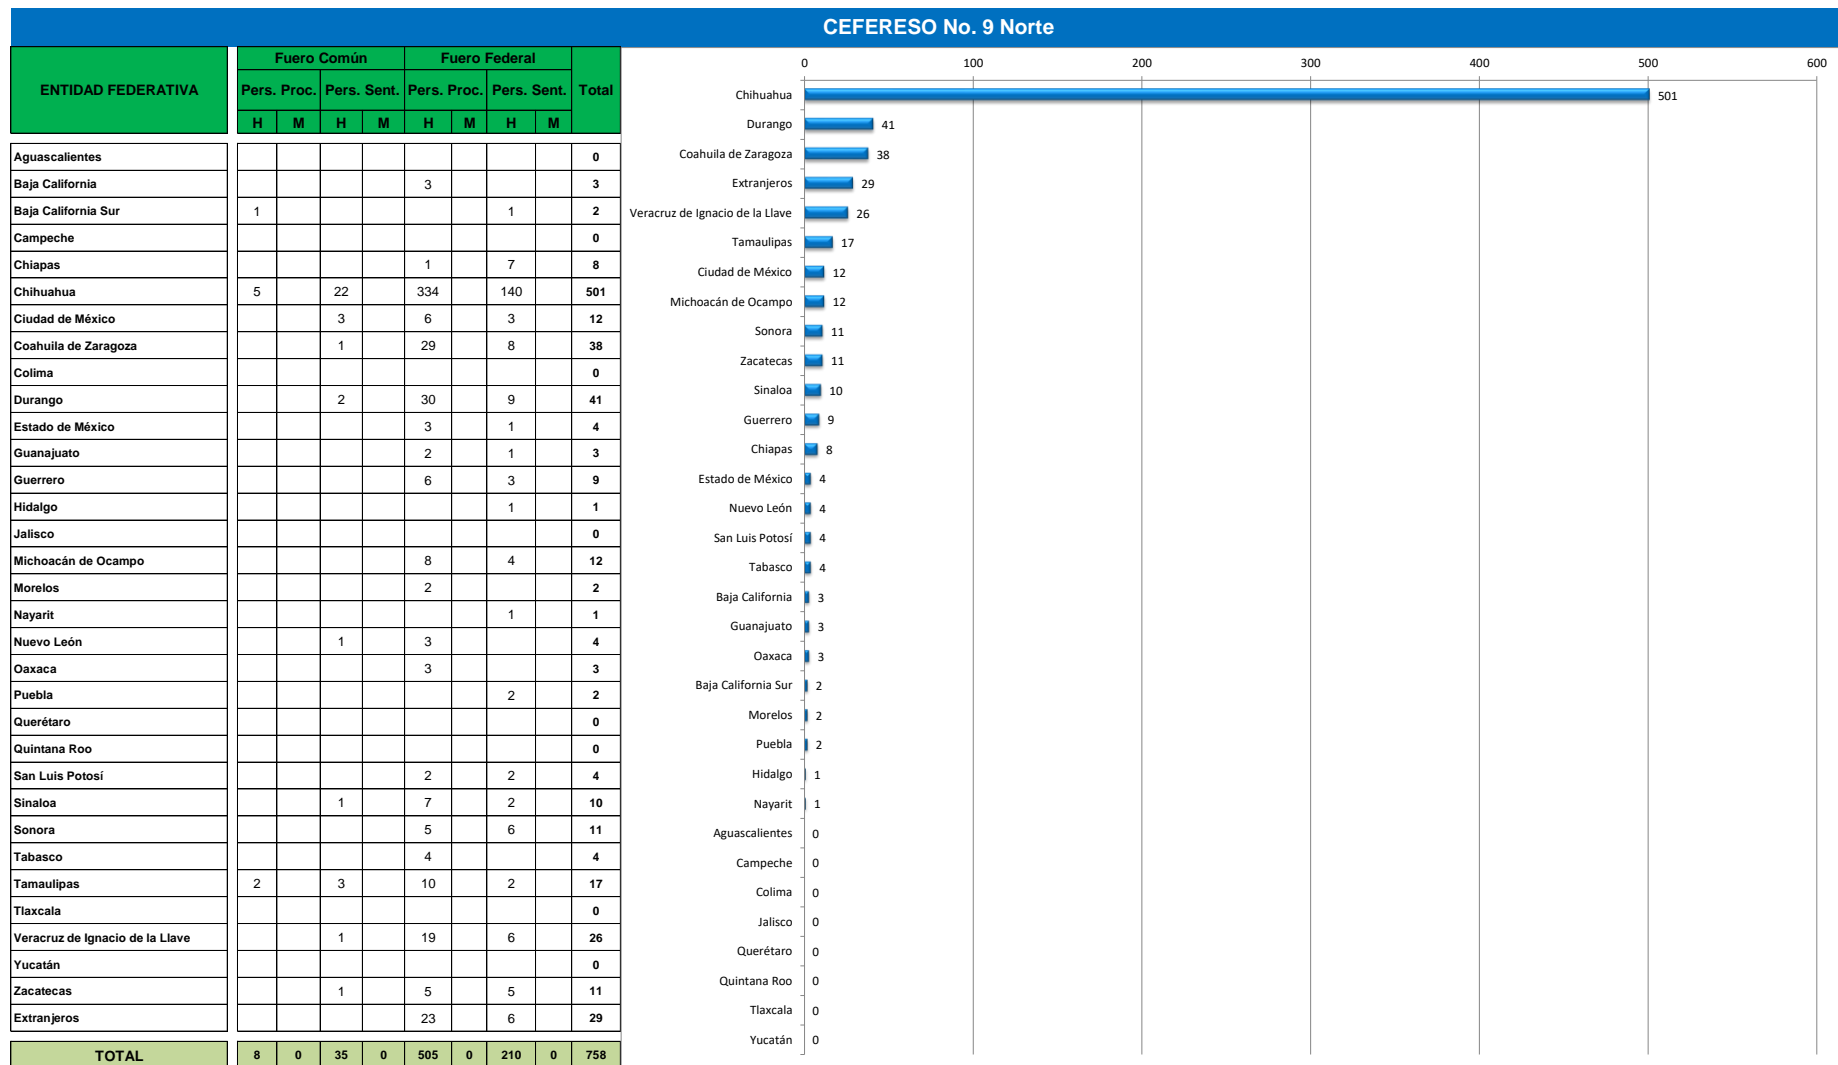 CEFERESO No. 9 Norte
ENTIDAD FEDERATIVA
Fuero Común Fuero Federal
Pers. Proc. Pers. Sent. Pers. Proc. Pers. Sent. Total
H M H M H M H M
Aguascalientes 0
Baja California 3 3
Baja California Sur 1 1 2
Campeche 0
Chiapas 1 7 8
Chihuahua 5 22 334 140 501
Ciudad de México 3 6 3 12
Coahuila de Zaragoza 1 29 8 38
Colima 0
Durango 2 30 9 41
Estado de México 3 1 4
Guanajuato 2 1 3
Guerrero 6 3 9
Hidalgo 1 1
Jalisco 0
Michoacán de Ocampo 8 4 12
Morelos 2 2
Nayarit 1 1
Nuevo León 1 3 4
Oaxaca 3 3
Puebla 2 2
Querétaro 0
Quintana Roo 0
San Luis Potosí 2 2 4
Sinaloa 1 7 2 10
Sonora 5 6 11
Tabasco 4 4
Tamaulipas 2 3 10 2 17
Tlaxcala 0
Veracruz de Ignacio de la Llave 1 19 6 26
Yucatán 0
Zacatecas 1 5 5 11
Extranjeros 23 6 29
TOTAL 8 0 35 0 505 0 210 0 758
0 100 200 300 400 500 600
Chihuahua 501
Durango 41
Coahuila de Zaragoza 38
Extranjeros 29
Veracruz de Ignacio de la Llave 26
Tamaulipas 17
Ciudad de México 12
Michoacán de Ocampo 12
Sonora 11
Zacatecas 11
Sinaloa 10
Guerrero 9
Chiapas 8
Estado de México 4
Nuevo León 4
San Luis Potosí 4
Tabasco 4
Baja California 3
Guanajuato 3
Oaxaca 3
Baja California Sur 2
Morelos 2
Puebla 2
Hidalgo 1
Nayarit 1
Aguascalientes 0
Campeche 0
Colima 0
Jalisco 0
Querétaro 0
Quintana Roo 0
Tlaxcala 0
Yucatán 0